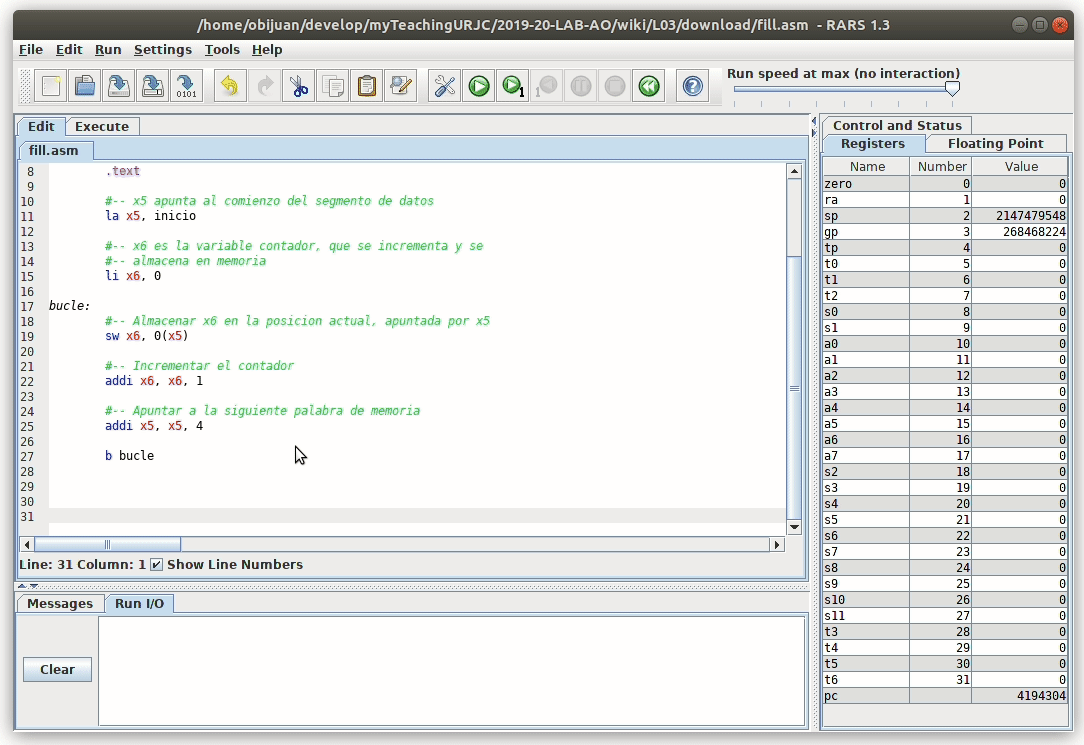 /home/obijuan/develop/myTeachingURJC/2019-20-LAB-AO/wiki/L03/download/fill.asm - RARS 1.3
File Edit Run Settings Tools Help
0101
1
1
Run speed at max (no interaction)
Edit Execute
fill.asm
8 .text
9
10 #-- x5 apunta al comienzo del segmento de datos
11 la x5, inicio
12
13 #-- x6 es la variable contador, que se incrementa y se
14 #-- almacena en memoria
15 li x6, 0
16
17 bucle:
18 #-- Almacenar x6 en la posicion actual, apuntada por x5
19 sw x6, 0(x5)
20
21 #-- Incrementar el contador
22 addi x6, x6, 1
23
24 #-- Apuntar a la siguiente palabra de memoria
25 addi x5, x5, 4
26
27 b bucle
28
29
30
31
Line: 31 Column: 1 Show Line Numbers
Messages Run I/O
Clear
Control and Status
Registers Floating Point
Name Number Value
zero 0 0
ra 1 0
sp 2 2147479548
gp 3 268468224
tp 4 0
t0 5 0
t1 6 0
t2 7 0
s0 8 0
s1 9 0
a0 10 0
a1 11 0
a2 12 0
a3 13 0
a4 14 0
a5 15 0
a6 16 0
a7 17 0
s2 18 0
s3 19 0
s4 20 0
s5 21 0
s6 22 0
s7 23 0
s8 24 0
s9 25 0
s10 26 0
s11 27 0
t3 28 0
t4 29 0
t5 30 0
t6 31 0
pc 4194304